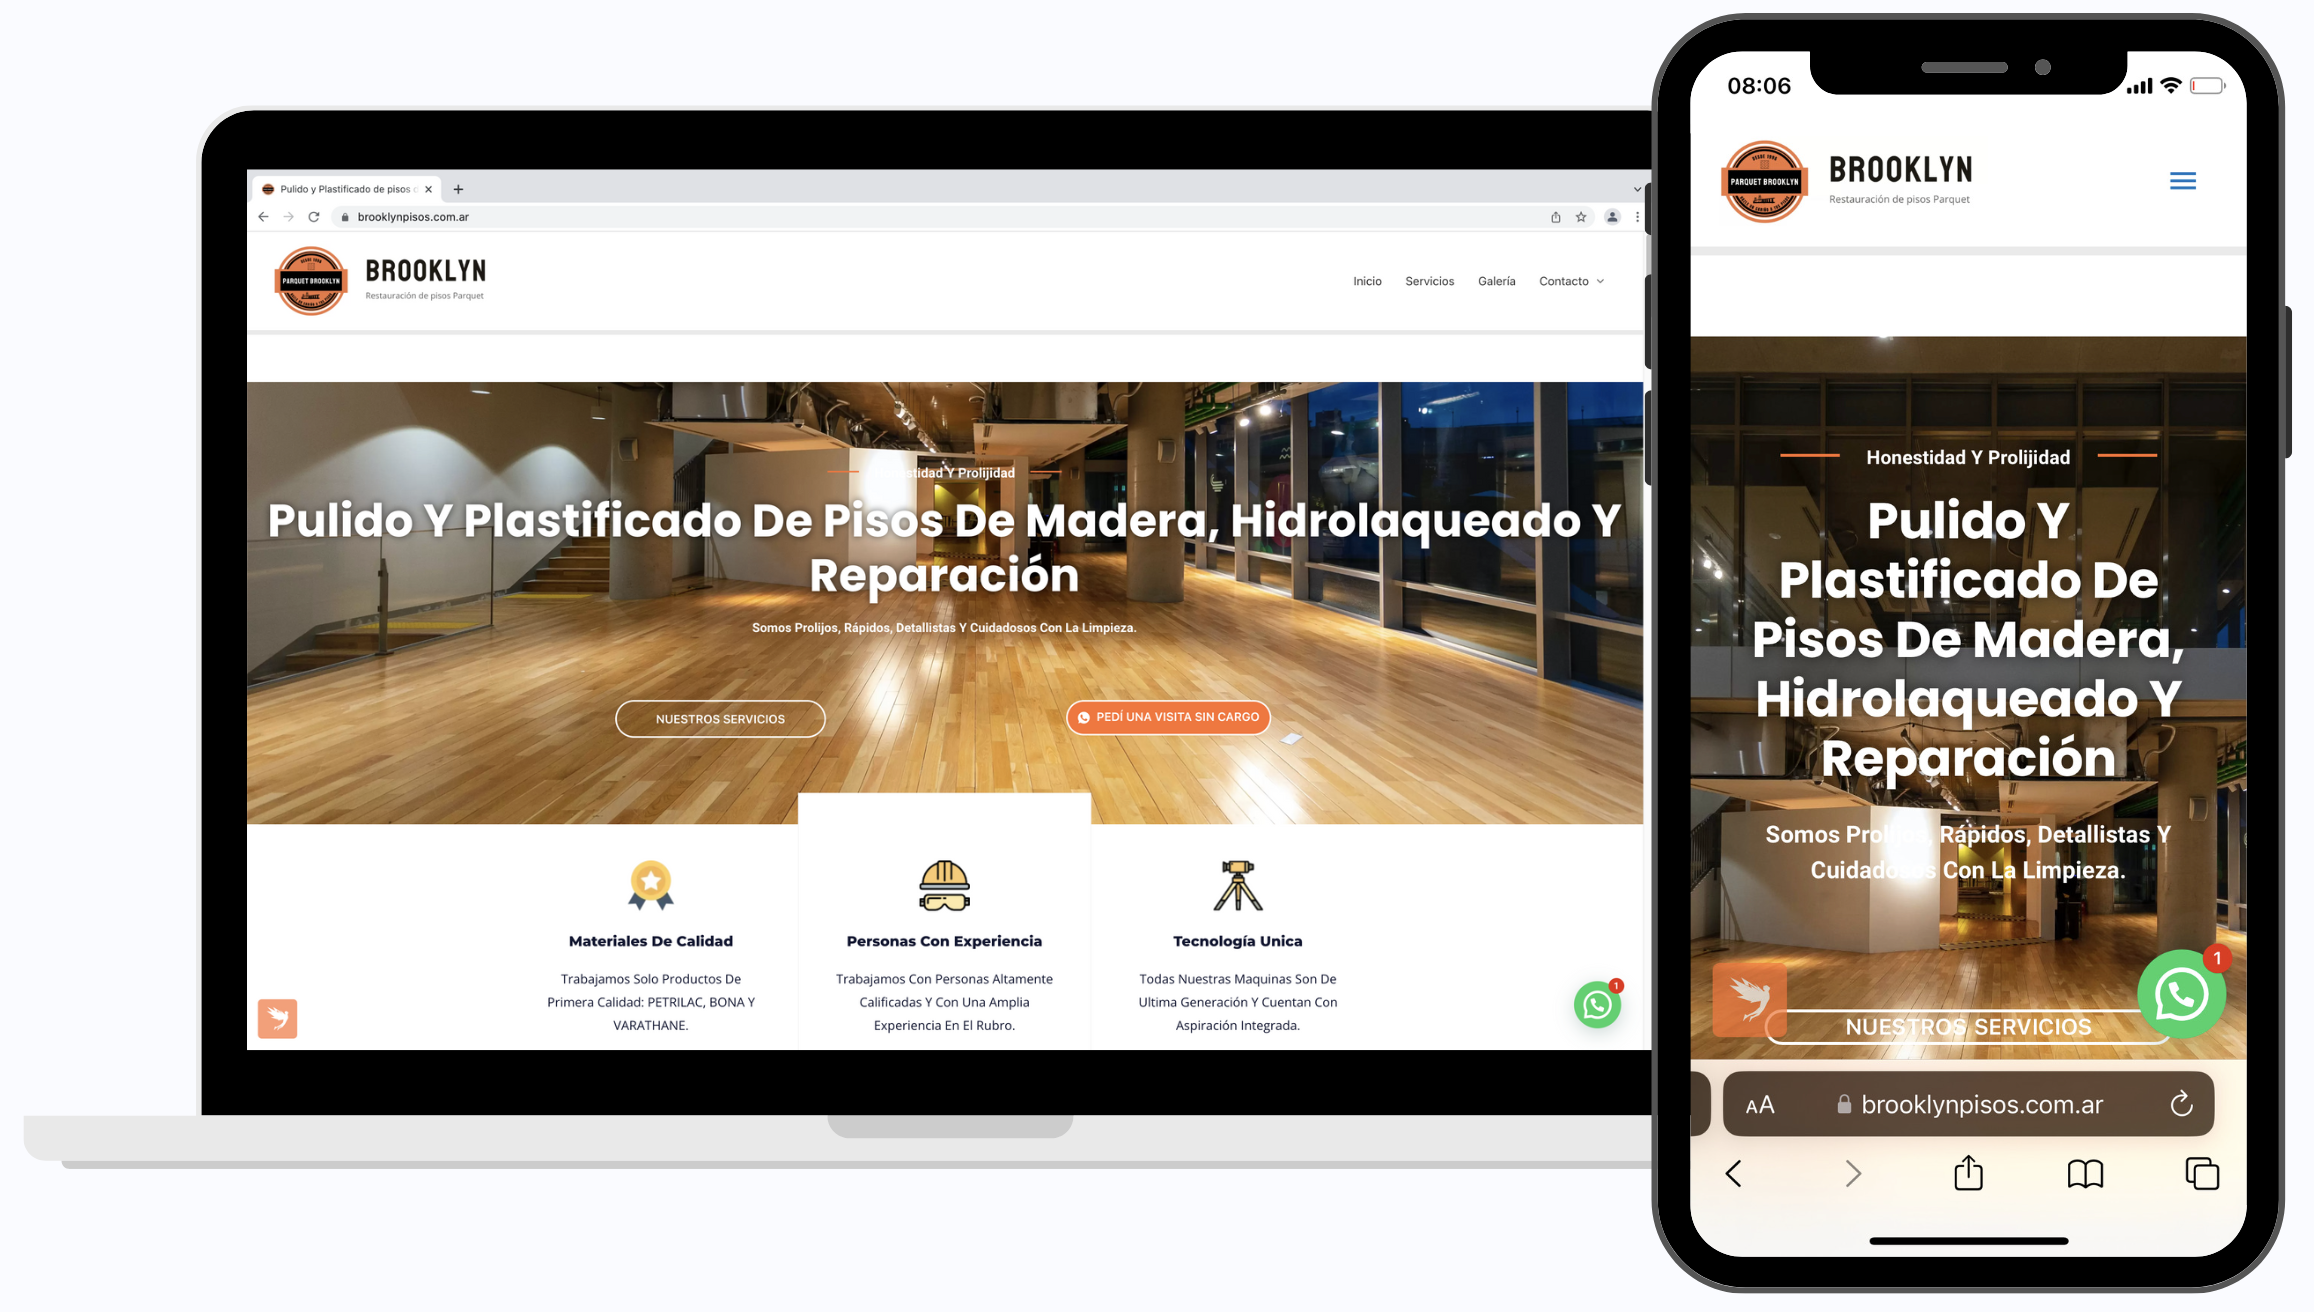 Pulido y Plastificado de pisos
brooklynpisos.com.ar
PARQUET BROOKLYN
BROOKLYN
Restauración de pisos Parquet
Inicio Servicios Galería Contacto
Y Prolijidad
Pulido Y Plastificado De Pisos De Madera, Hidrolaqueado Y
Reparación
Somos Prolijos, Rápidos, Detallistas Y Cuidadosos Con La Limpieza.
NUESTROS SERVICIOS
PEDÍ UNA VISITA SIN CARGO
Materiales De Calidad
Trabajamos Solo Productos De
Primera Calidad: PETRILAC, BONA Y
VARATHANE.
Personas Con Experiencia
Trabajamos Con Personas Altamente
Calificadas Y Con Una Amplia
Experiencia En El Rubro.
Tecnología Unica
Todas Nuestras Maquinas Son De
Ultima Generación Y Cuentan Con
Aspiración Integrada.
1
08:06
DESDE 1980
PARQUET BROOKLYN
BROOKLYN
Restauración de pisos Parquet
Honestidad Y Prolijidad
Pulido Y
Plastificado De
Pisos De Madera,
Hidrolaqueado Y
Reparación
Somos Prolijos, Rápidos, Detallistas Y
Cuidadosos Con La Limpieza.
1
NUESTROS SERVICIOS
AA brooklynpisos.com.ar